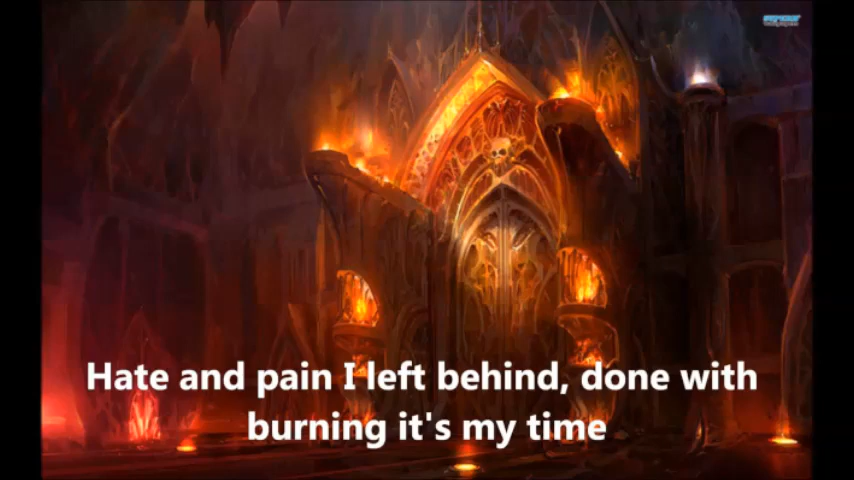 Hate and pain I left behind, done with
burning it's my time